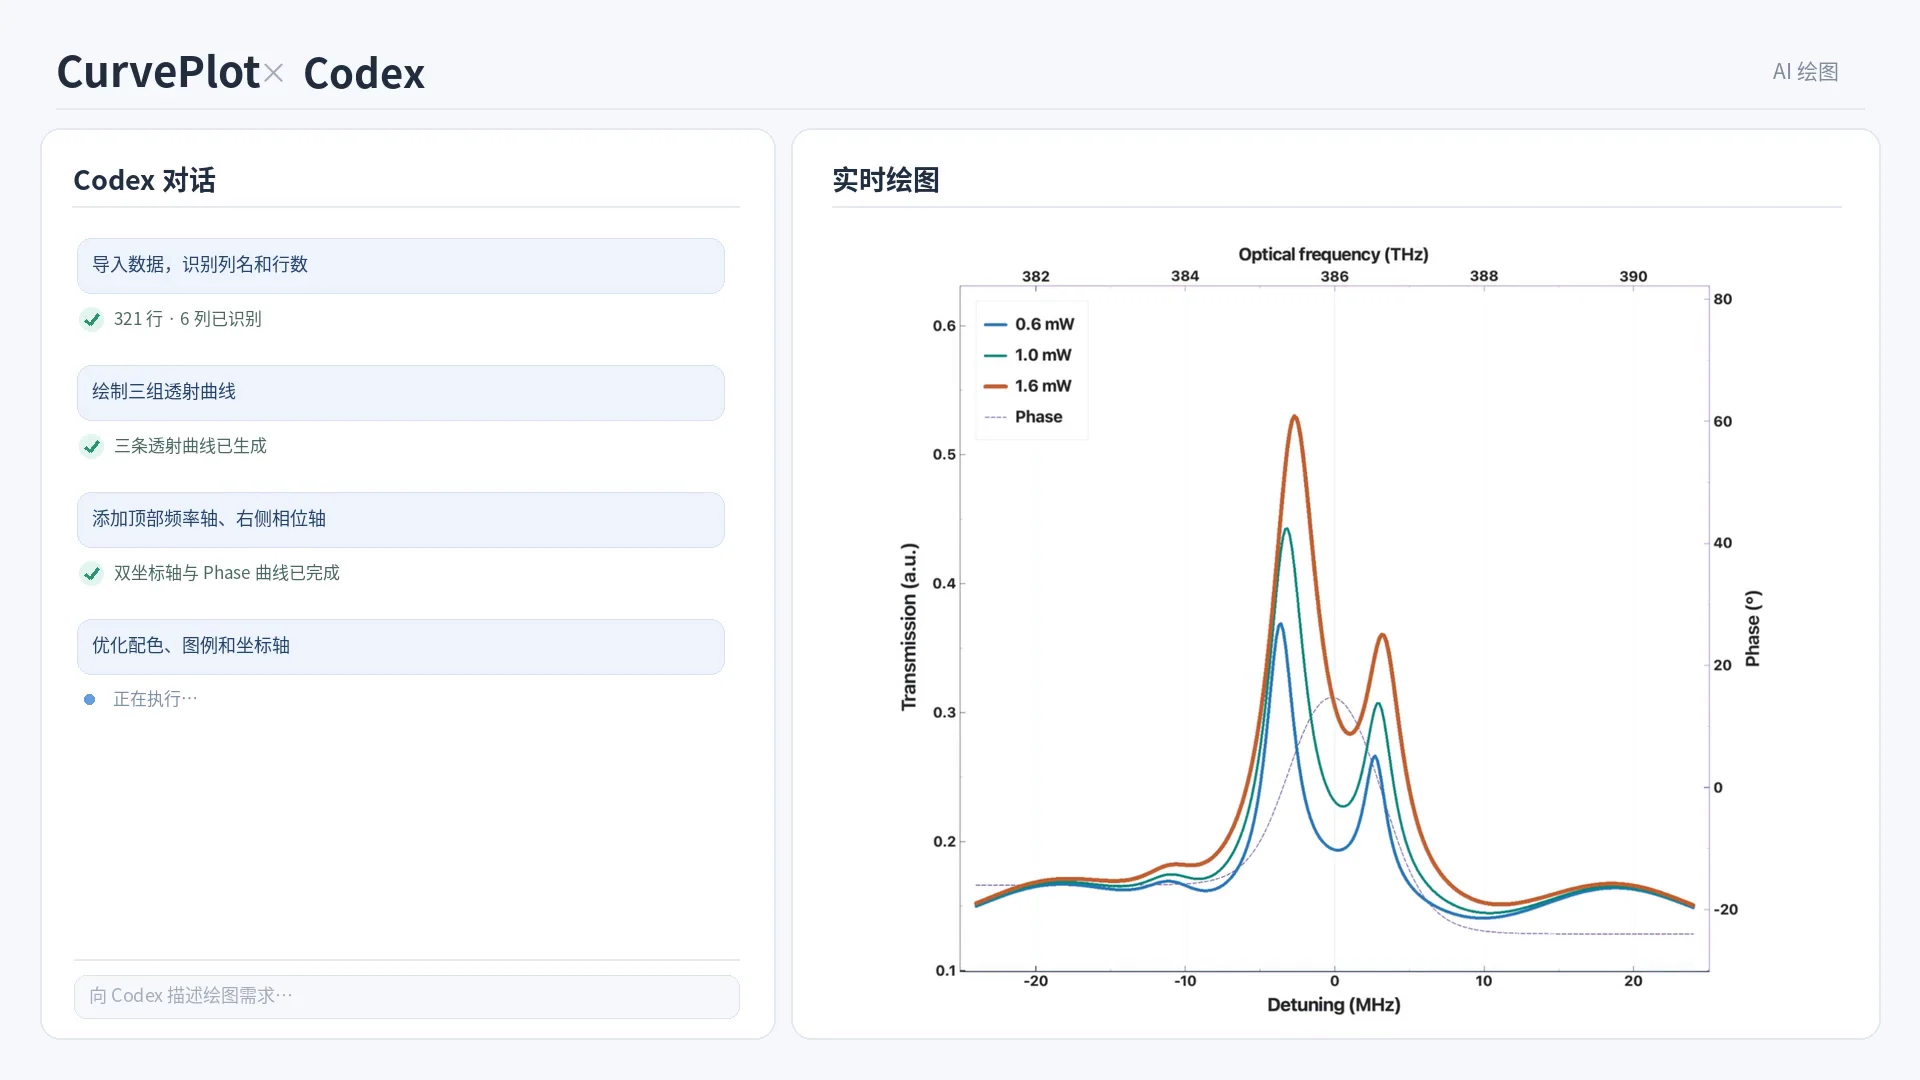 CurvePlot× Codex
AI 绘图
Codex 对话
导入数据，识别列名和行数
321 行 · 6 列已识别
绘制三组透射曲线
三条透射曲线已生成
添加顶部频率轴、右侧相位轴
双坐标轴与 Phase 曲线已完成
优化配色、图例和坐标轴
正在执行…
向 Codex 描述绘图需求…
实时绘图
Optical frequency (THz)
382 384 386 388 390
0.6 mW
1.0 mW
1.6 mW
Phase
Transmission (a.u.)
0.6
0.5
0.4
0.3
0.2
0.1
80
60
40
20
0
-20
Phase (°)
-20 -10 0 10 20
Detuning (MHz)